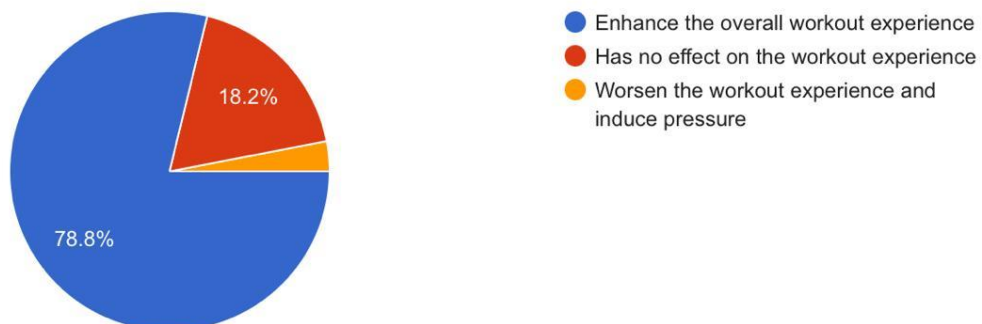 Enhance the overall workout experience
Has no effect on the workout experience
18.2%
Worsen the workout experience and
induce pressure
78.8%